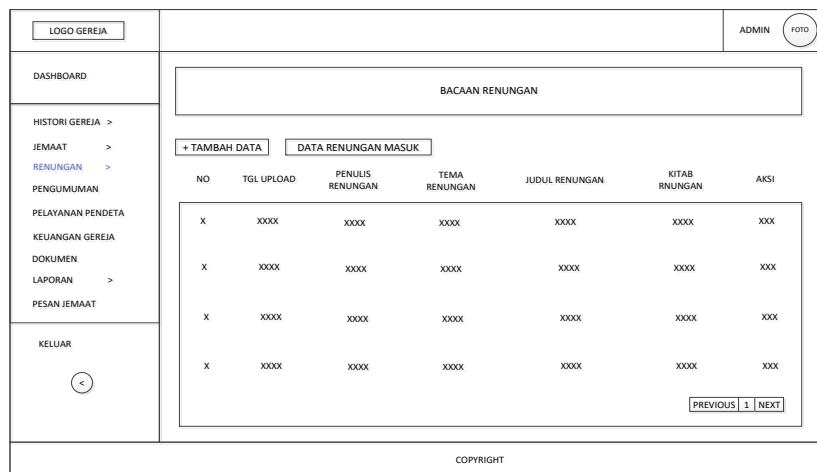 LOGO GEREJA
ADMIN
FOTO
DASHBOARD
HISTORI GEREJA >
JEMAAT >
RENUNGAN >
PENGUMUMAN
PELAYANAN PENDETA
KEUANGAN GEREJA
DOKUMEN
LAPORAN >
PESAN JEMAAT
KELUAR
<
BACAAN RENUNGAN
+ TAMBAH DATA
DATA RENUNGAN MASUK
NO TGL UPLOAD PENULIS RENUNGAN TEMA RENUNGAN JUDUL RENUNGAN KITAB RNUNGAN AKSI
X XXXX XXXX XXXX XXXX XXXX XXX
X XXXX XXXX XXXX XXXX XXXX XXX
X XXXX XXXX XXXX XXXX XXXX XXX
X XXXX XXXX XXXX XXXX XXXX XXX
PREVIOUS 1 NEXT
COPYRIGHT